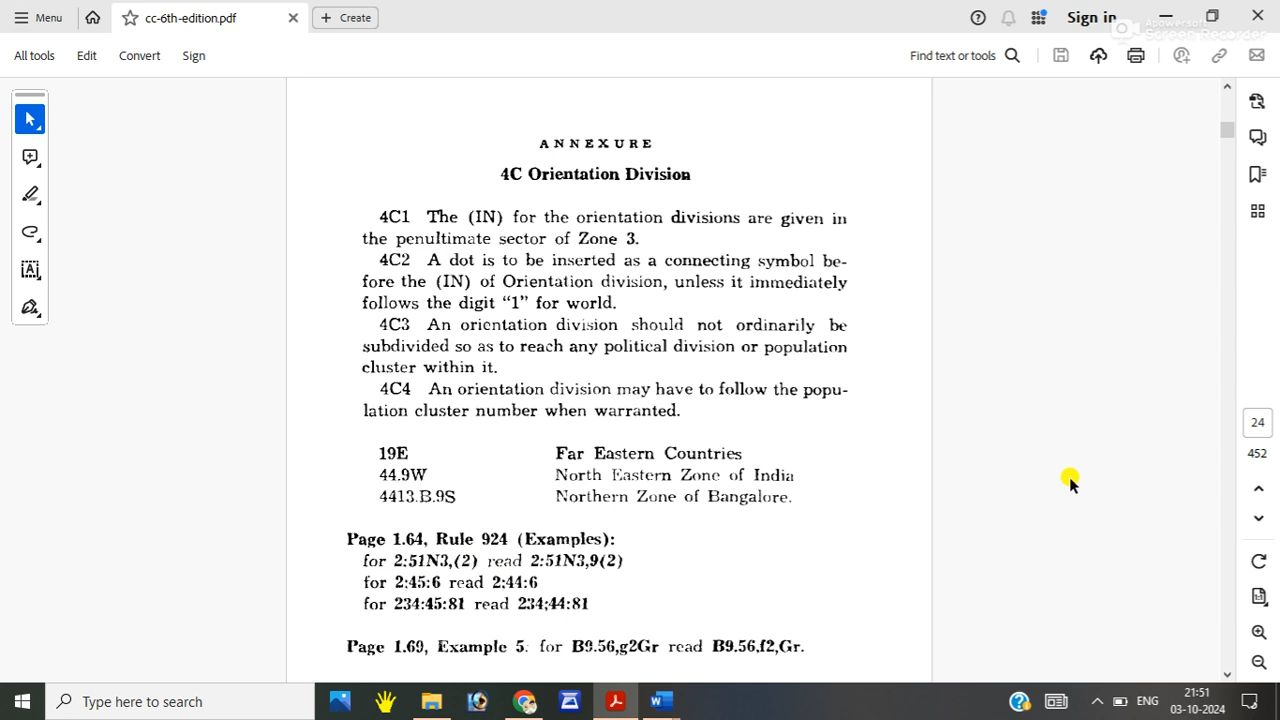 Menu
cc-6th-edition.pdf
Create
Sign in
Apowersoft
Screen Recorder
All tools
Edit
Convert
Sign
Find text or tools
ANNEXURE
4C Orientation Division
4C1 The (IN) for the orientation divisions are given in
the penultimate sector of Zone 3.
4C2 A dot is to be inserted as a connecting symbol be-
fore the (IN) of Orientation division, unless it immediately
follows the digit "1" for world.
4C3 An orientation division should not ordinarily be
subdivided so as to reach any political division or population
cluster within it.
4C4 An orientation division may have to follow the popu-
lation cluster number when warranted.
19E Far Eastern Countries
44.9W North Eastern Zone of India
4413.B.9S Northern Zone of Bangalore.
Page 1.64, Rule 924 (Examples):
for 2:51N3,(2) read 2:51N3,9(2)
for 2:45:6 read 2;44:6
for 234:45:81 read 234;44:81
Page 1.69, Example 5. for B9.56,g2Gr read B9.56,f2,Gr.
24
452
Type here to search
ENG
21:51
03-10-2024